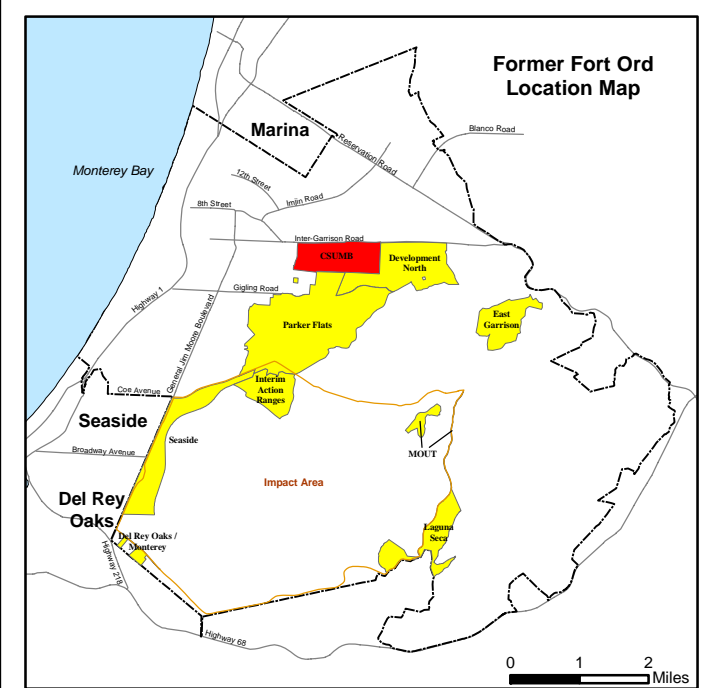 Former Fort Ord
Location Map
Marina
Blanco Road
Reservation Road
Monterey Bay
12th Street
Imjin Road
8th Street
Inter-Garrison Road
CSUMB
Development
North
Gigling Road
Highway 1
General Jim Moore Boulevard
Parker Flats
East
Garrison
Interim
Action
Ranges
Coe Avenue
Seaside
Seaside
Broadway Avenue
MOUT
Impact Area
Del Rey
Oaks
Laguna
Seca
Del Rey Oaks /
Monterey
Highway 218
Highway 68
0 1 2
Miles